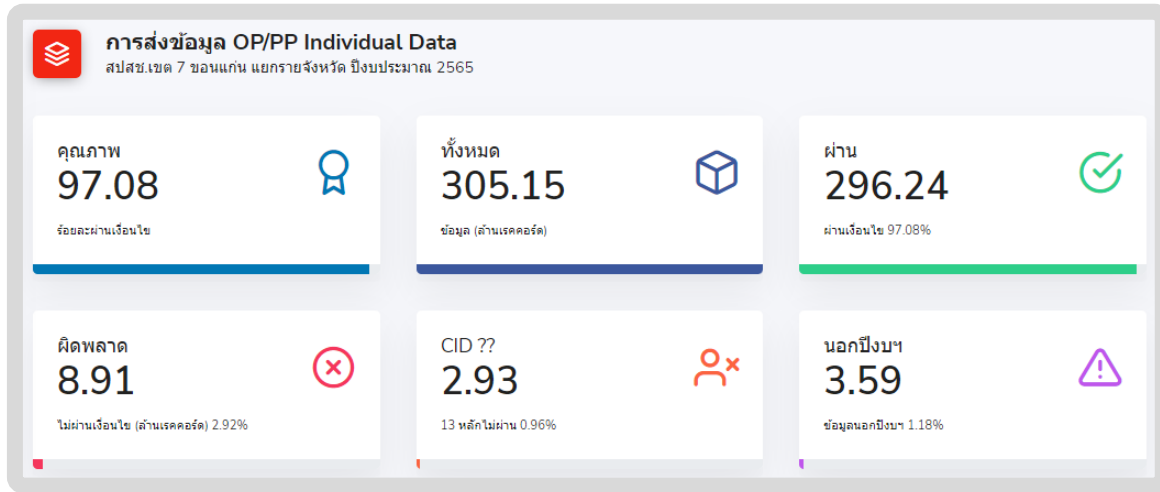 การส่งข้อมูล OP/PP Individual Data
สปสช.เขต 7 ขอนแก่น แยกรายจังหวัด ปีงบประมาณ 2565
คุณภาพ
97.08
ร้อยละผ่านเงื่อนไข
ทั้งหมด
305.15
ข้อมูล (ล้านเรคคอร์ด)
ผ่าน
296.24
ผ่านเงื่อนไข 97.08%
ผิดพลาด
8.91
ไม่ผ่านเงื่อนไข (ล้านเรคคอร์ด) 2.92%
CID ??
2.93
13 หลักไม่ผ่าน 0.96%
นอกปีงบฯ
3.59
ข้อมูลนอกปีงบฯ 1.18%